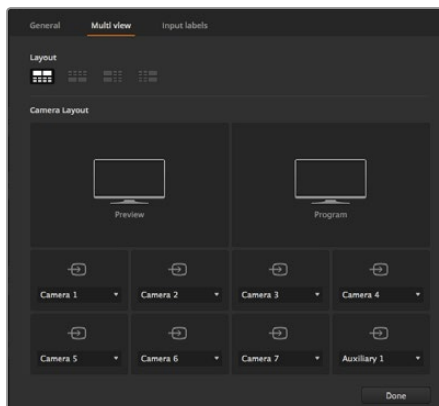 General Multi view Input labels
Layout
Camera Layout
Preview Program
Camera 1 Camera 2 Camera 3 Camera 4
Camera 5 Camera 6 Camera 7 Auxiliary 1
Done